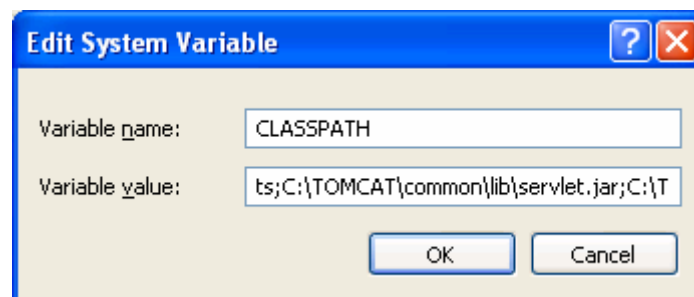 Edit System Variable
Variable name: CLASSPATH
Variable value: ts;C:\TOMCAT\common\lib\servlet.jar;C:\T
OK Cancel